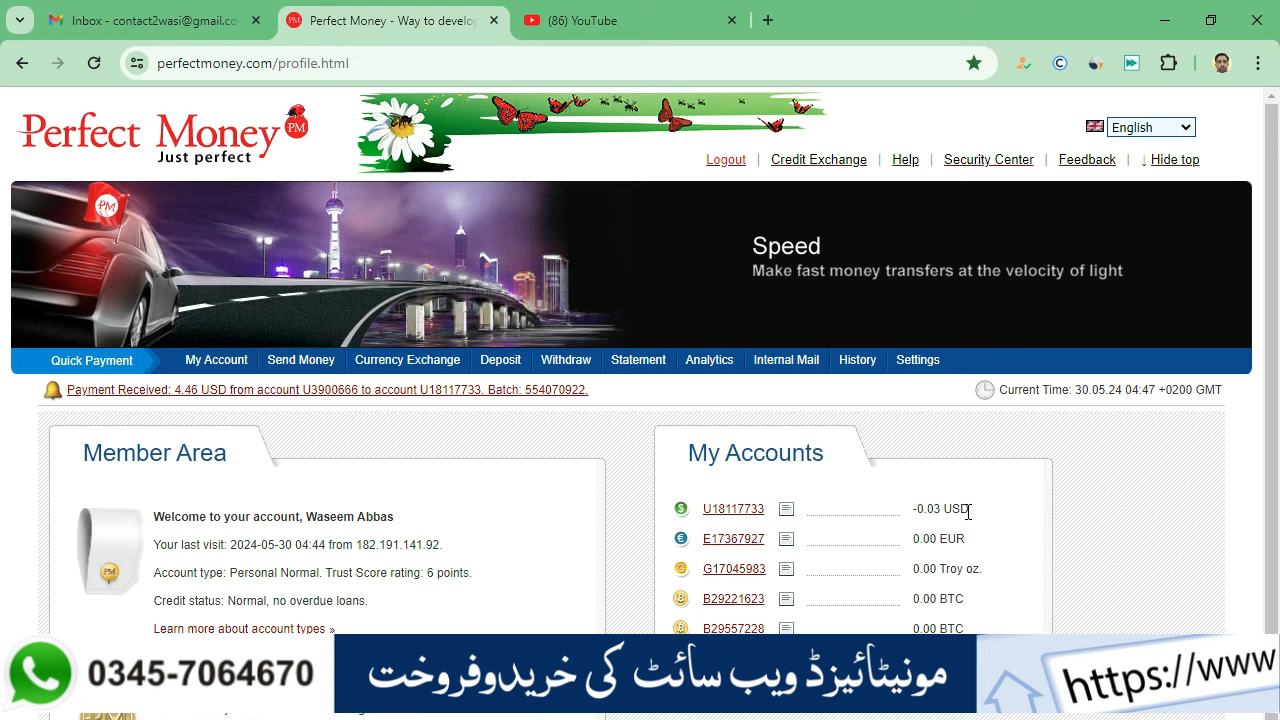 Inbox - contact2wasi@gmail.co
Perfect Money - Way to develop
(86) YouTube
perfectmoney.com/profile.html
Perfect Money PM
Just perfect
English
Logout | Credit Exchange | Help | Security Center | Feedback | ↓ Hide top
PM
Speed
Make fast money transfers at the velocity of light
Quick Payment My Account Send Money Currency Exchange Deposit Withdraw Statement Analytics Internal Mail History Settings
Payment Received: 4.46 USD from account U3900666 to account U18117733. Batch: 554070922.
Current Time: 30.05.24 04:47 +0200 GMT
Member Area
Welcome to your account, Waseem Abbas
Your last visit: 2024-05-30 04:44 from 182.191.141.92.
Account type: Personal Normal. Trust Score rating: 6 points.
Credit status: Normal, no overdue loans.
Learn more about account types »
PM
My Accounts
U18117733 -0.03 USD
E17367927 0.00 EUR
G17045983 0.00 Troy oz.
B29221623 0.00 BTC
B29557228 0.00 BTC
0345-7064670
مونیٹائیزڈ ویب سائٹ کی خریدوفروخت
https://www